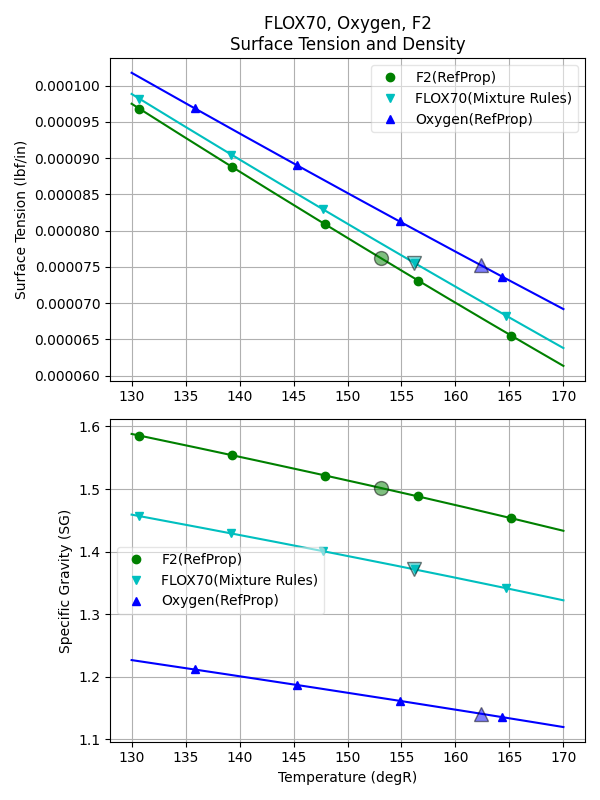 FLOX70, Oxygen, F2
Surface Tension and Density
F2(RefProp)
FLOX70(Mixture Rules)
Oxygen(RefProp)
Surface Tension (lbf/in)
0.000100
0.000095
0.000090
0.000085
0.000080
0.000075
0.000070
0.000065
0.000060
130 135 140 145 150 155 160 165 170
1.6
1.5
1.4
1.3
1.2
1.1
Specific Gravity (SG)
F2(RefProp)
FLOX70(Mixture Rules)
Oxygen(RefProp)
130 135 140 145 150 155 160 165 170
Temperature (degR)